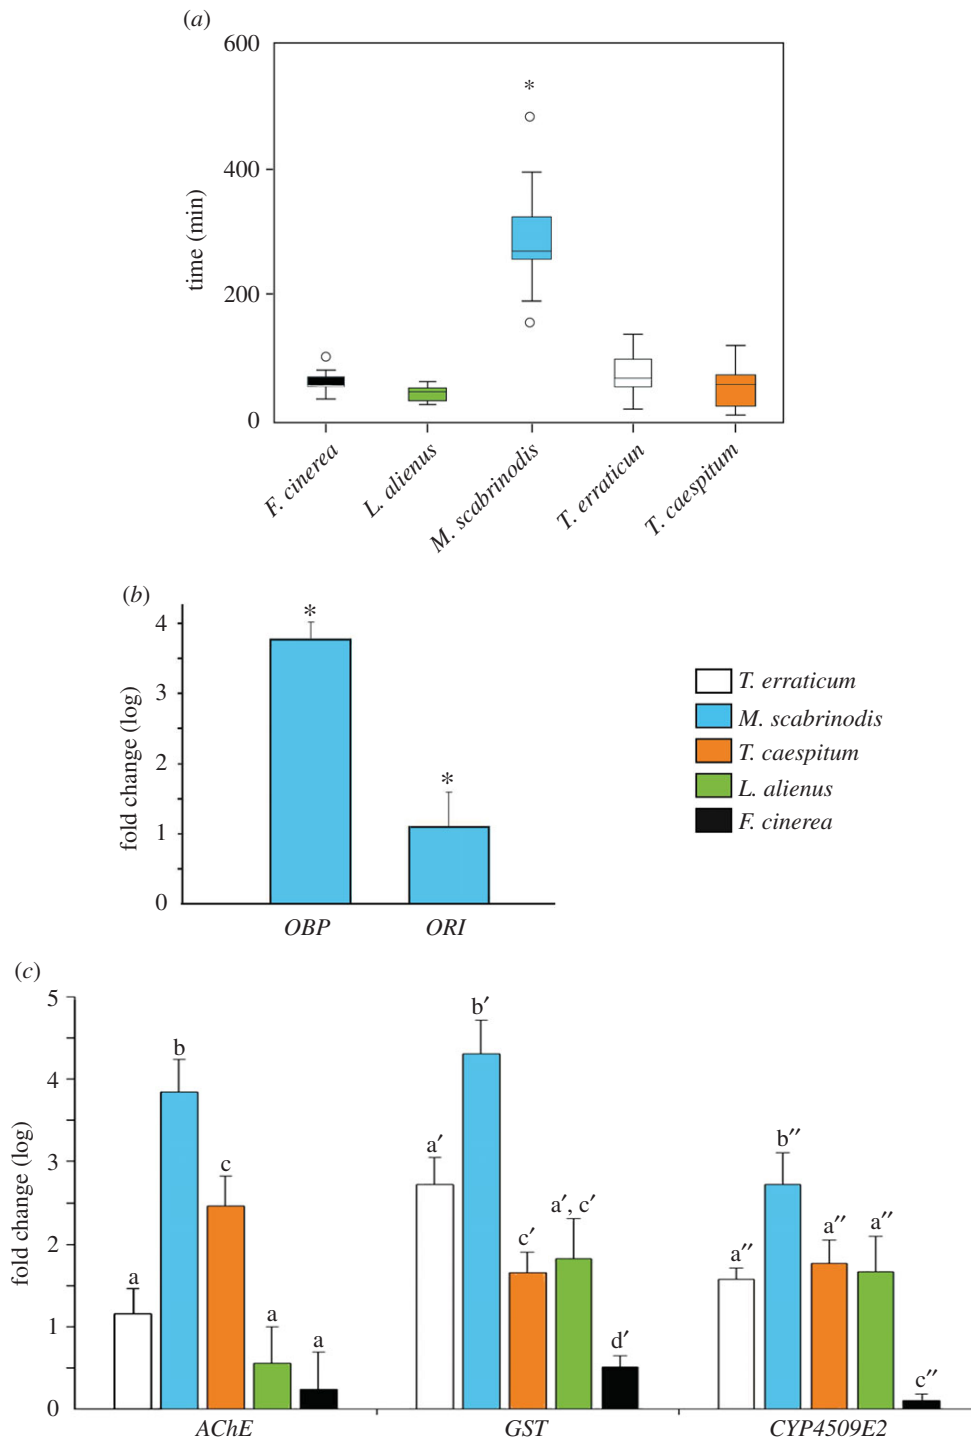 (a)
600
400
200
0
time (min)
*
F. cinerea
L. alienus
M. scabrinodis
T. erraticun
T. caespitum
(b)
4
3
2
1
0
fold change (log)
*
*
OBP
ORI
T. erraticum
M. scabrinodis
T. caespitum
L. alienus
F. cinerea
(c)
5
4
3
2
1
0
fold change (log)
a
b
c
a
a
a′
b′
c′
a′, c′
d′
a″
b″
a″
a″
c″
AChE
GST
CYP4509E2